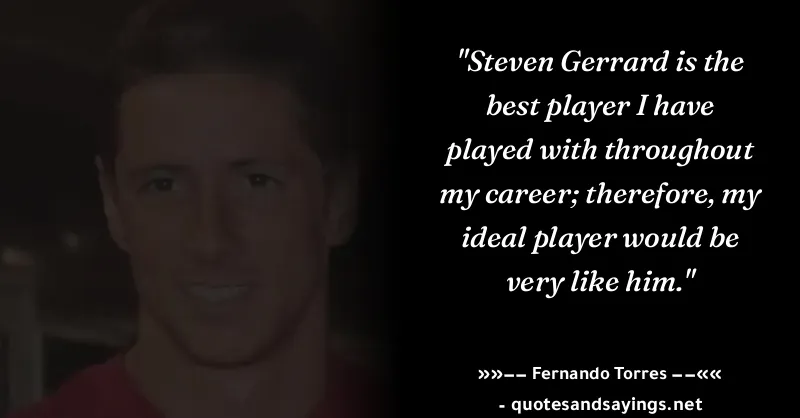 "Steven Gerrard is the
best player I have
played with throughout
my career; therefore, my
ideal player would be
very like him."
»»−− Fernando Torres −−««
- quotesandsayings.net